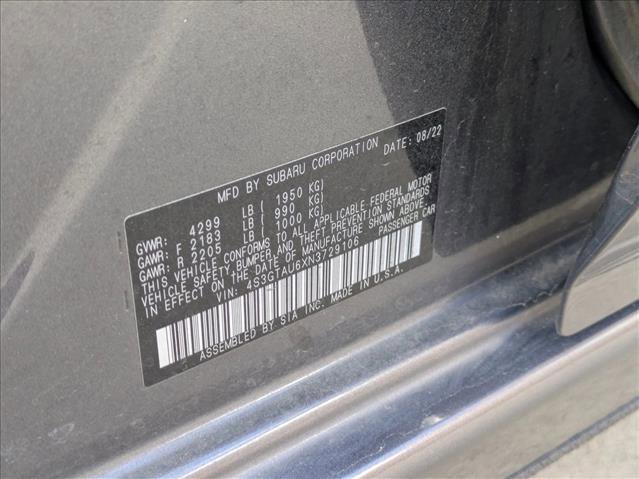 MFD BY SUBARU CORPORATION DATE: 08/22
GVWR: 4299 LB ( 1950 KG)
GAWR: F 2183 LB ( 990 KG)
GAWR: R 2205 LB ( 1000 KG)
THIS VEHICLE CONFORMS TO ALL APPLICABLE FEDERAL MOTOR
VEHICLE SAFETY, BUMPER AND THEFT PREVENTION STANDARDS
IN EFFECT ON THE DATE OF MANUFACTURE SHOWN ABOVE.
VIN: 4S3GTAU6XN3729106 PASSENGER CAR
ASSEMBLED BY SIA INC. MADE IN U.S.A.